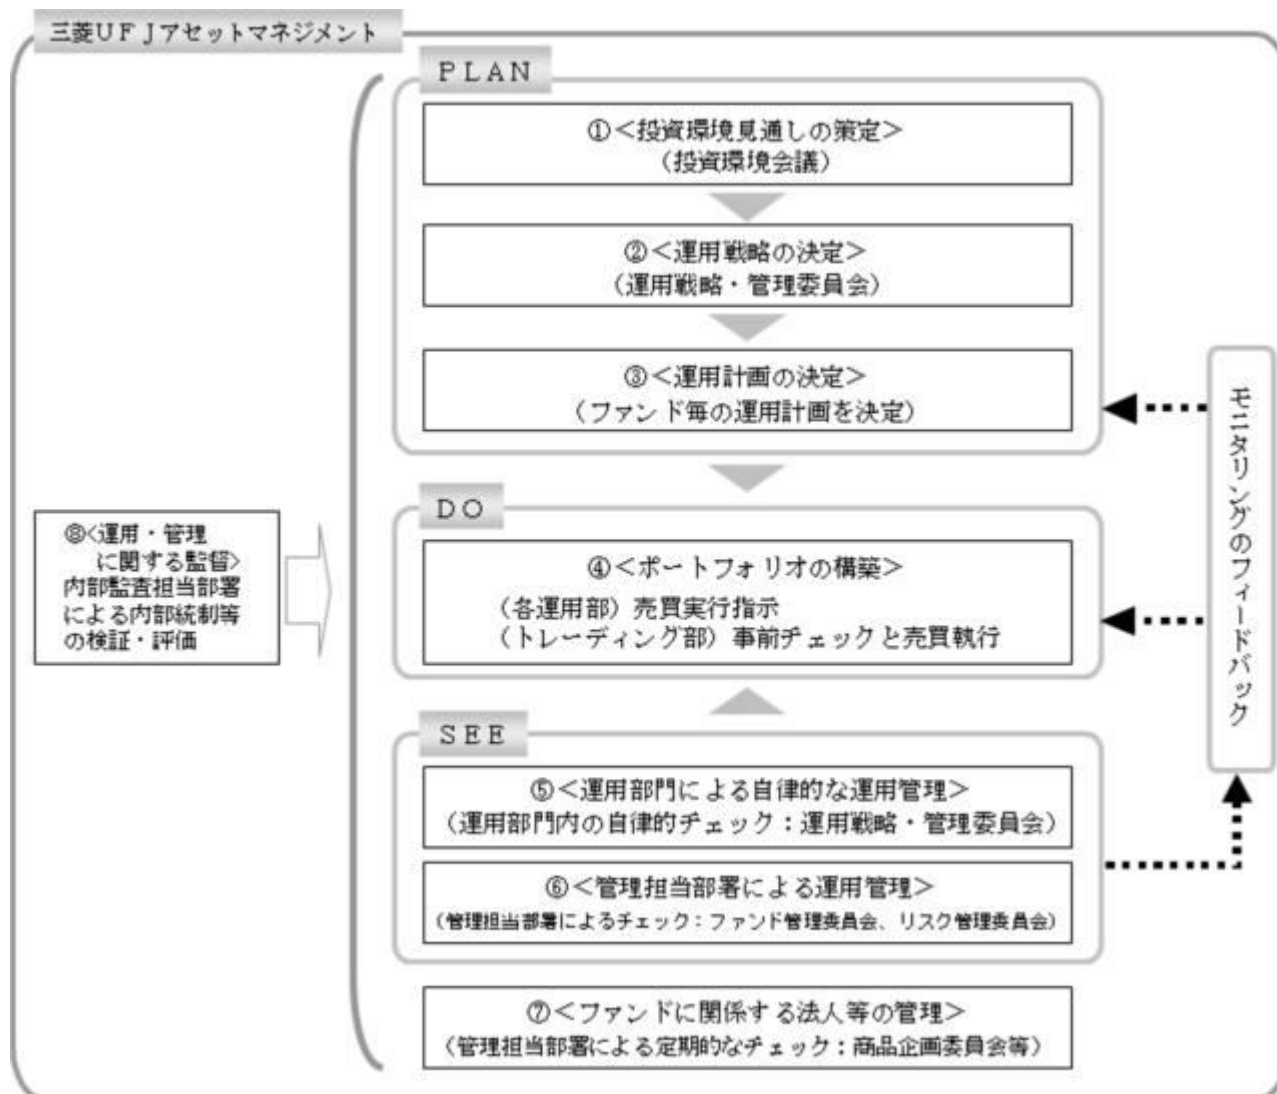 三菱ＵＦＪアセットマネジメント
ＰＬＡＮ
①＜投資環境見通しの策定＞
（投資環境会議）
②＜運用戦略の決定＞
（運用戦略・管理委員会）
③＜運用計画の決定＞
（ファンド毎の運用計画を決定）
ＤＯ
④＜ポートフォリオの構築＞
（各運用部）売買実行指示
（トレーディング部）事前チェックと売買執行
ＳＥＥ
⑤＜運用部門による自律的な運用管理＞
（運用部門内の自律的チェック：運用戦略・管理委員会）
⑥＜管理担当部署による運用管理＞
（管理担当部署によるチェック：ファンド管理委員会、リスク管理委員会）
⑦＜ファンドに関係する法人等の管理＞
（管理担当部署による定期的なチェック：商品企画委員会等）
⑧<運用・管理
に関する監督>
内部監査担当部署
による内部統制等
の検証・評価
モニタリングのフィードバック